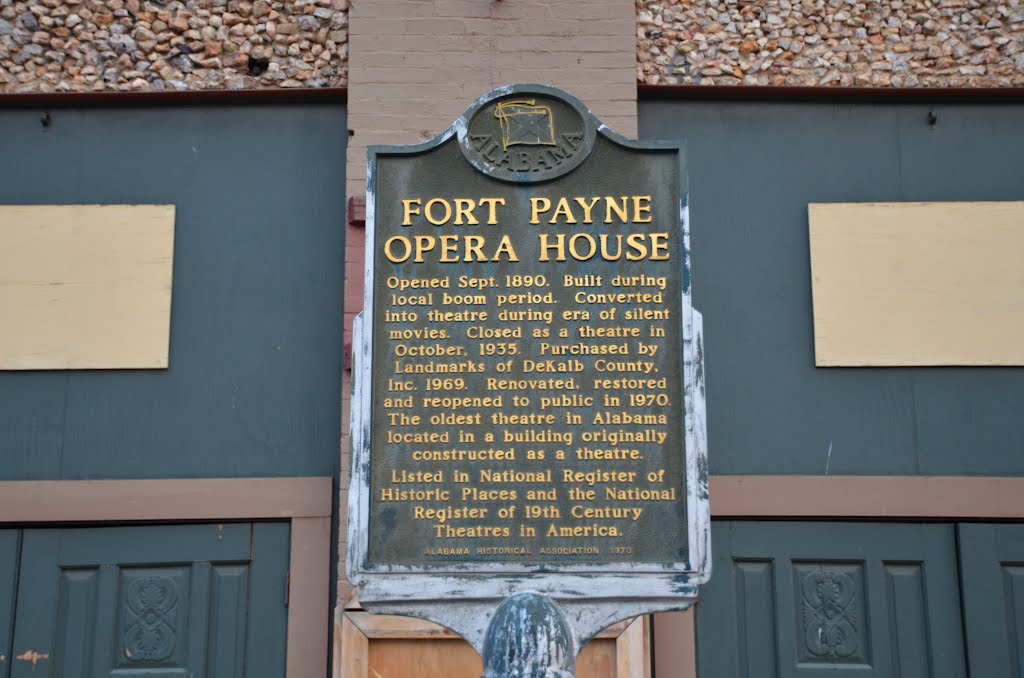 ALABAMA
FORT PAYNE
OPERA HOUSE
Opened Sept. 1890. Built during
local boom period. Converted
into theatre during era of silent
movies. Closed as a theatre in
October, 1935. Purchased by
Landmarks of DeKalb County,
Inc. 1969. Renovated, restored
and reopened to public in 1970.
The oldest theatre in Alabama
located in a building originally
constructed as a theatre.
Listed in National Register of
Historic Places and the National
Register of 19th Century
Theatres in America.
ALABAMA HISTORICAL ASSOCIATION 1973